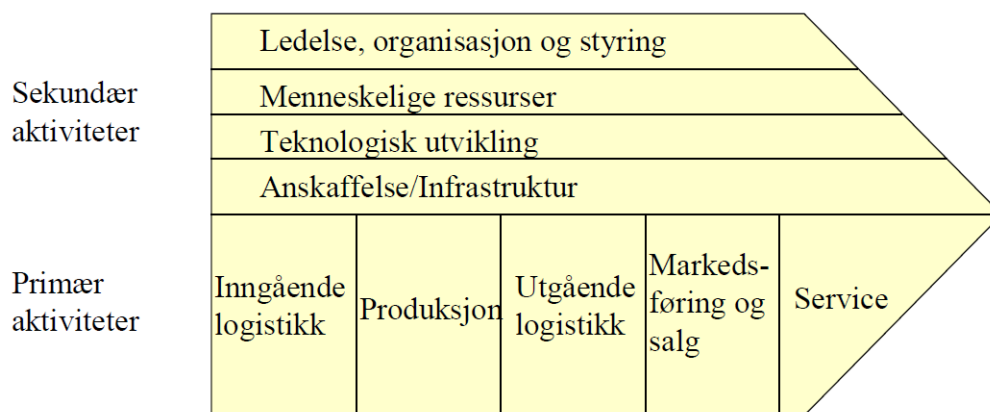 Sekundær
aktiviteter
Ledelse, organisasjon og styring
Menneskelige ressurser
Teknologisk utvikling
Anskaffelse/Infrastruktur
Primær
aktiviteter
Inngående
logistikk
Produksjon
Utgående
logistikk
Markeds-
føring og
salg
Service